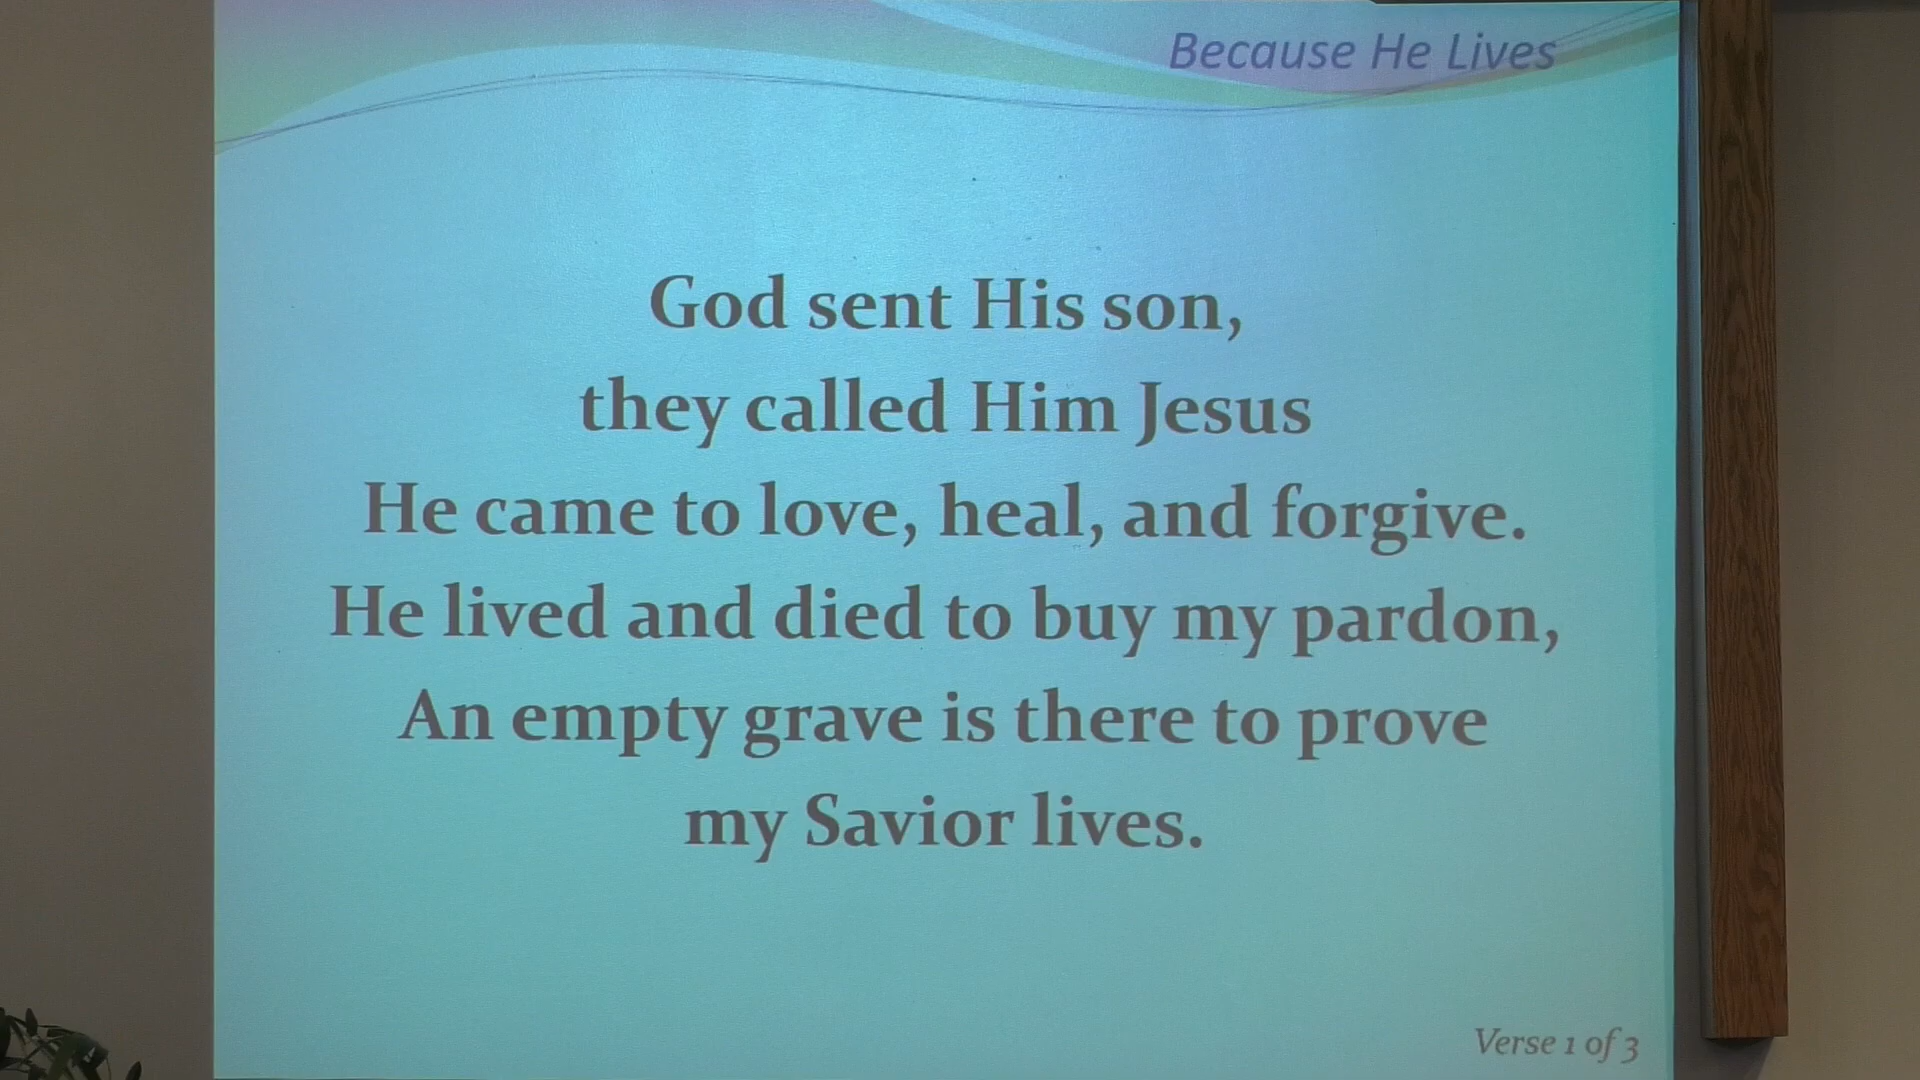 Because He Lives
God sent His son,
they called Him Jesus
He came to love, heal, and forgive.
He lived and died to buy my pardon,
An empty grave is there to prove
my Savior lives.
Verse 1 of 3